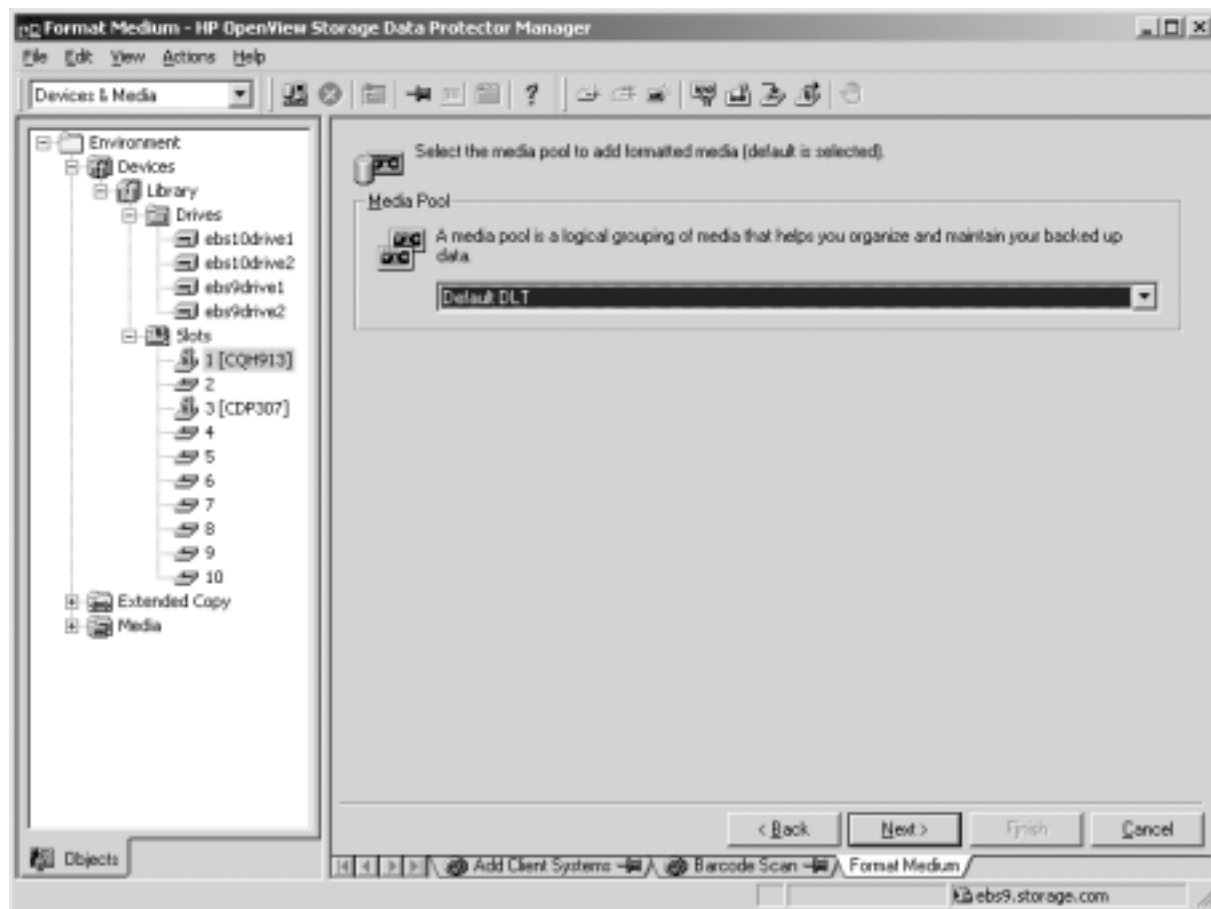 Format Medium - HP OpenView Storage Data Protector Manager
File Edit View Actions Help
Devices & Media
Environment
Devices
Library
Drives
ebs10drive1
ebs10drive2
ebs9drive1
ebs9drive2
Slots
1 [CQH913]
2
3 [CDP307]
4
5
6
7
8
9
10
Extended Copy
Media
Objects
Select the media pool to add formatted media (default is selected).
Media Pool
A media pool is a logical grouping of media that helps you organize and maintain your backed up
data.
Default DLT
< Back Next > Finish Cancel
Add Client Systems Barcode Scan Format Medium
ebs9.storage.com